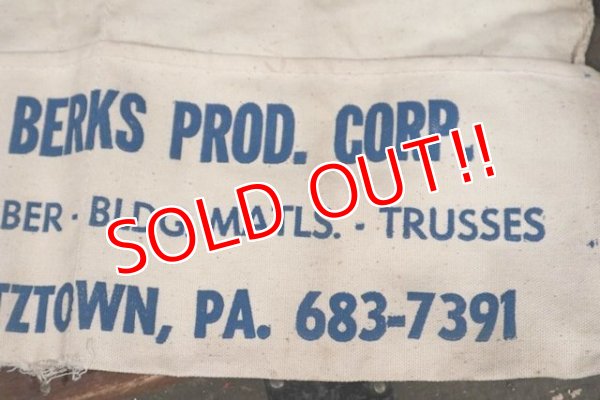 BERKS PROD. CORP.
BER · BLDG. MATLS. · TRUSSES
TZTOWN, PA. 683-7391
SOLD OUT!!